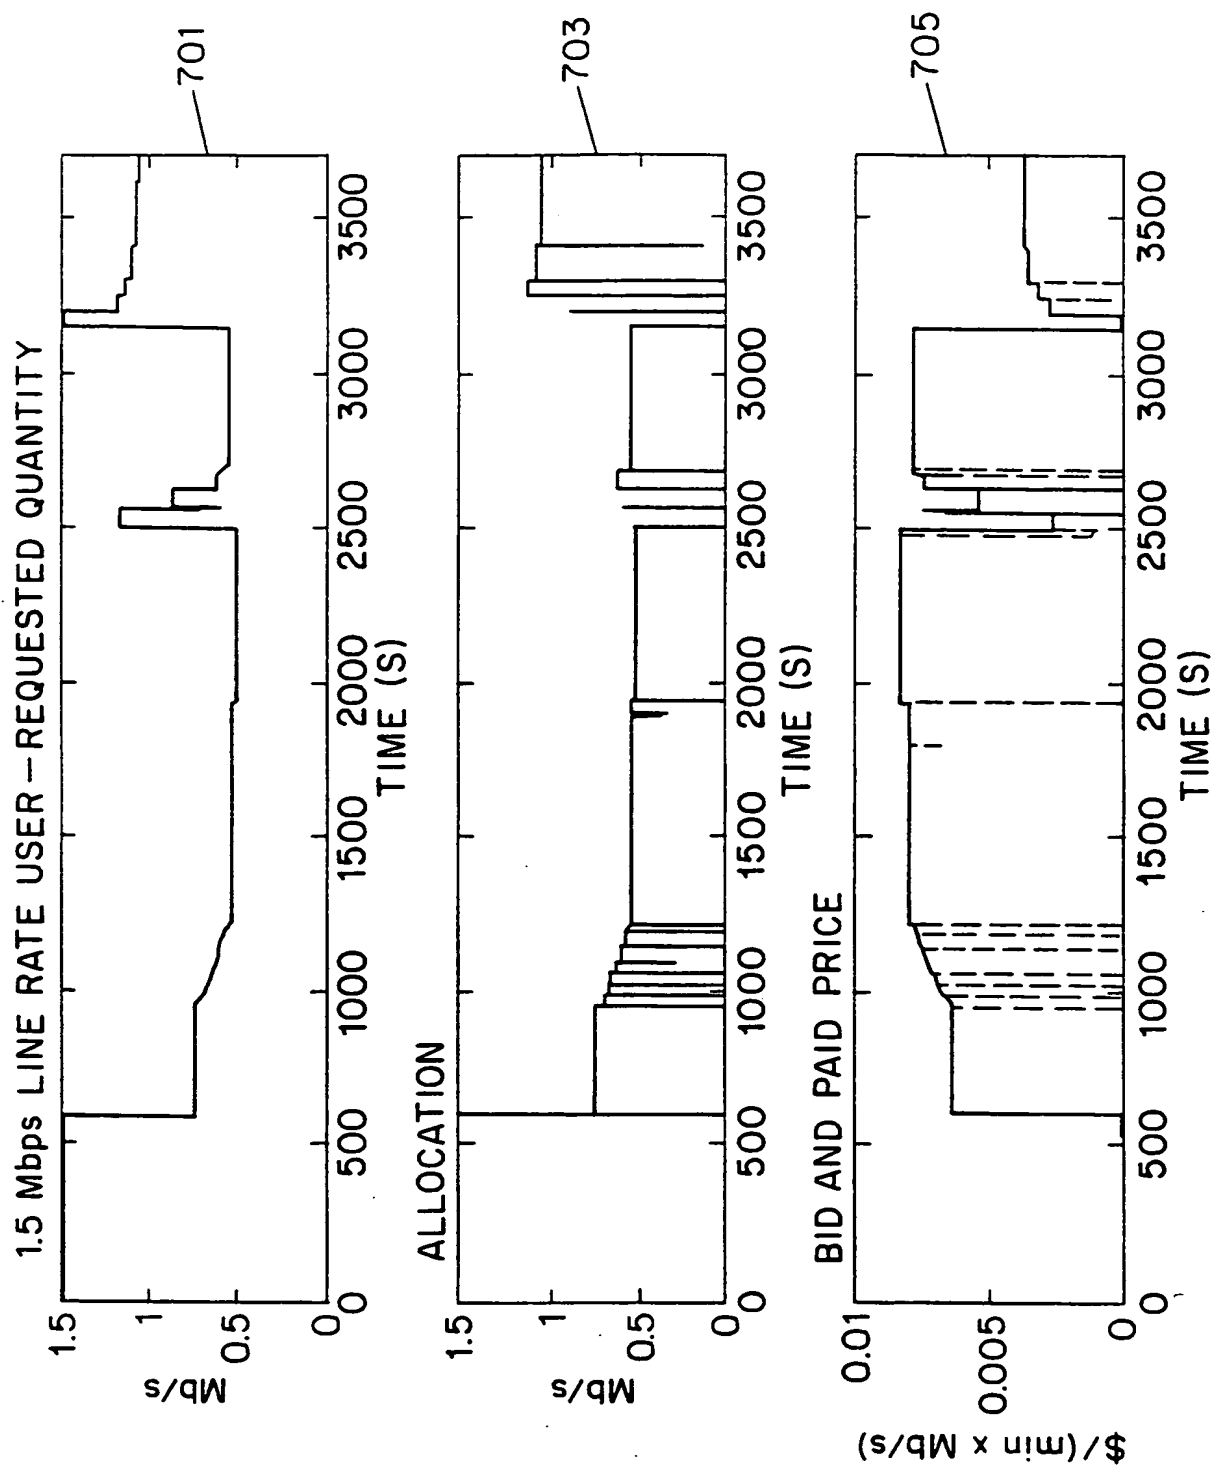 1.5 Mbps LINE RATE USER—REQUESTED QUANTITY
Mb/s
1.5
1
0.5
0
0 500 1000 1500 2000 2500 3000 3500
TIME (S)
701
ALLOCATION
Mb/s
1.5
1
0.5
0
0 500 1000 1500 2000 2500 3000 3500
TIME (S)
703
BID AND PAID PRICE
$/(min x Mb/s)
0.01
0.005
0
0 500 1000 1500 2000 2500 3000 3500
TIME (S)
705